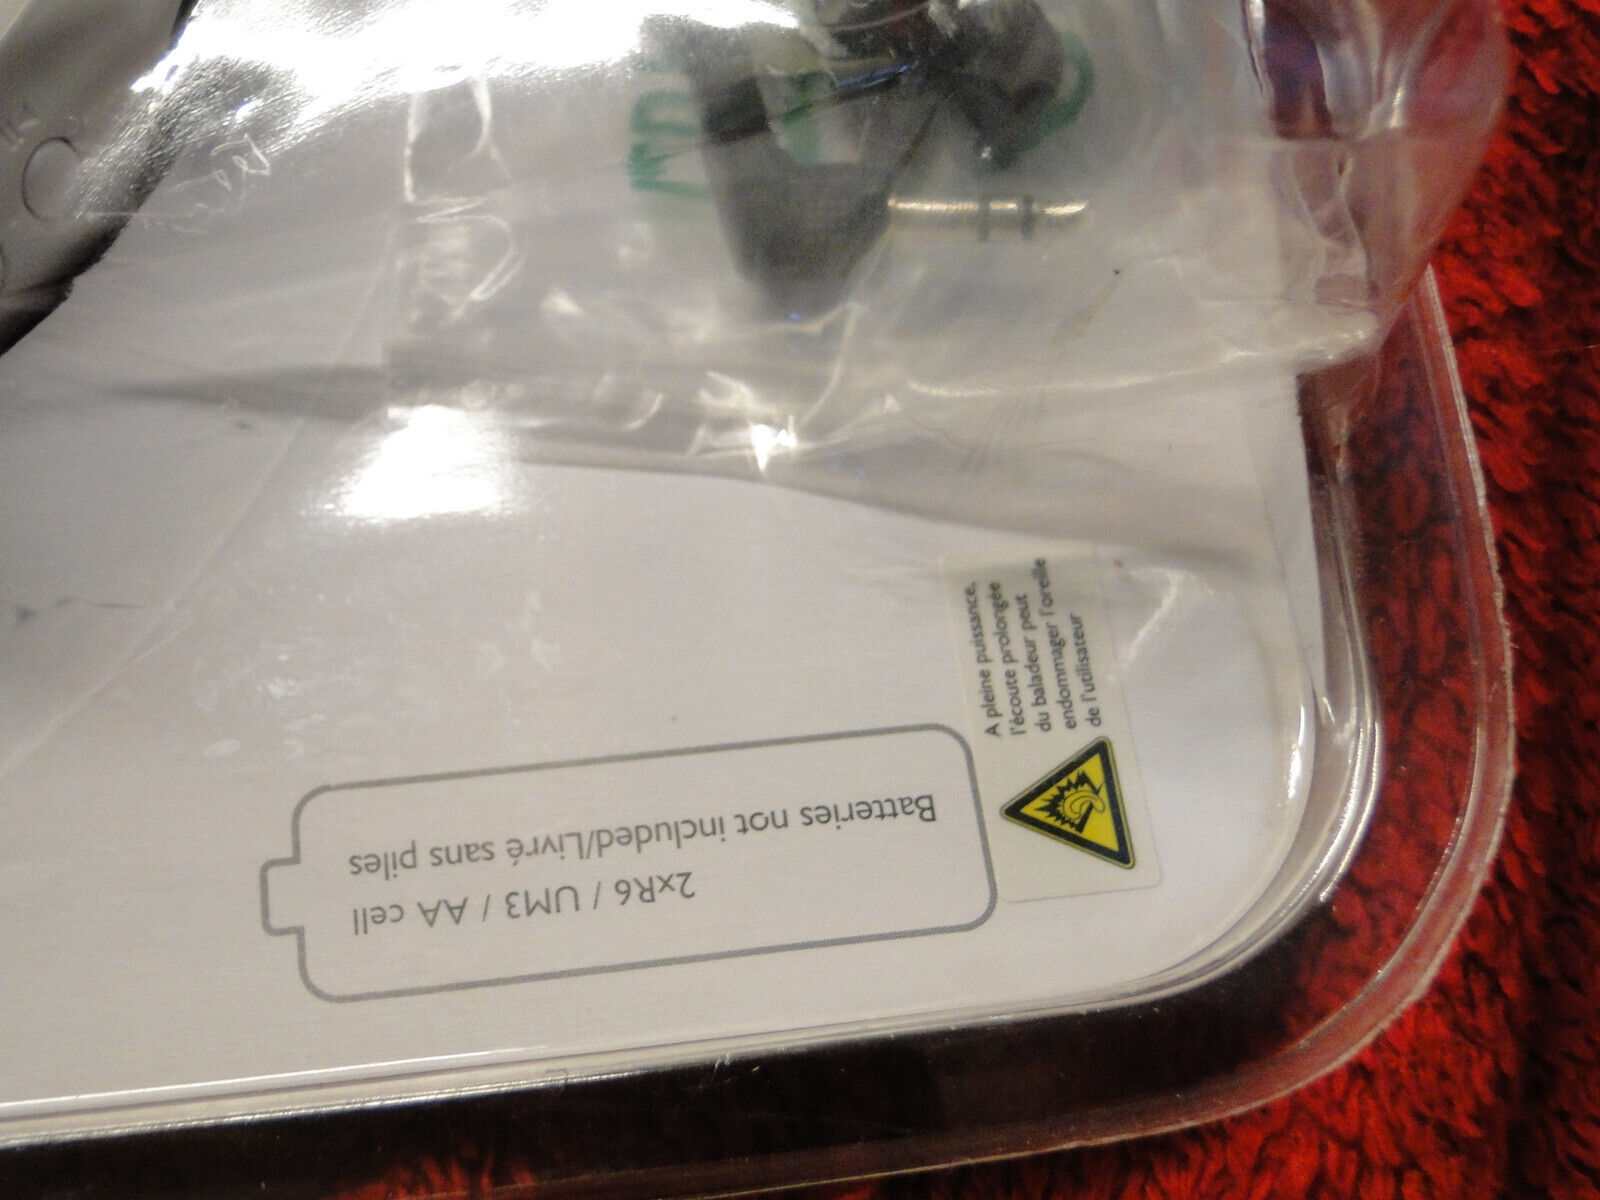 2xR6 / UM3 / AA cell
Batteries not included/Livré sans piles
A pleine puissance,
l'écoute prolongée
du baladeur peut
endommager l'oreille
de l'utilisateur